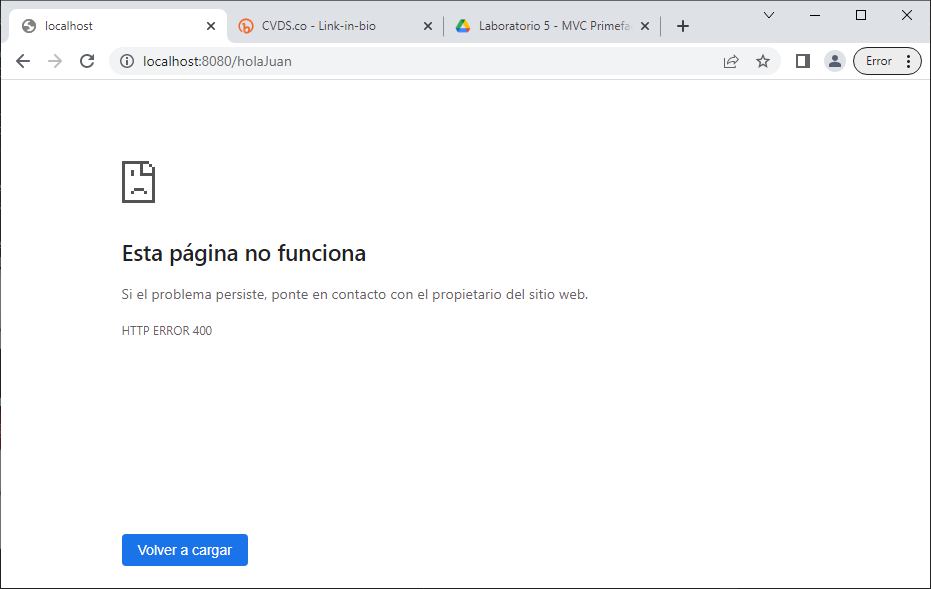 localhost
CVDS.co - Link-in-bio
Laboratorio 5 - MVC Primefa
localhost:8080/holaJuan
Error
Esta página no funciona
Si el problema persiste, ponte en contacto con el propietario del sitio web.
HTTP ERROR 400
Volver a cargar